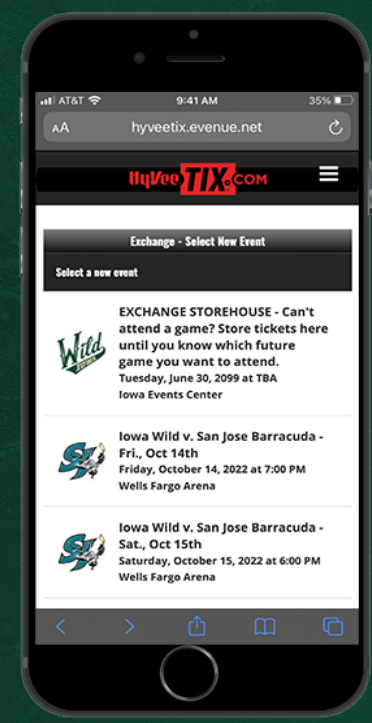 AT&T 9:41 AM 35%
AA hyveetix.evenue.net
HyVeeTIX.COM
Exchange - Select New Event
Select a new event
EXCHANGE STOREHOUSE - Can't
attend a game? Store tickets here
until you know which future
game you want to attend.
Tuesday, June 30, 2099 at TBA
Iowa Events Center
Wild
IOWA
Iowa Wild v. San Jose Barracuda -
Fri., Oct 14th
Friday, October 14, 2022 at 7:00 PM
Wells Fargo Arena
SJ
Iowa Wild v. San Jose Barracuda -
Sat., Oct 15th
Saturday, October 15, 2022 at 6:00 PM
Wells Fargo Arena
SJ